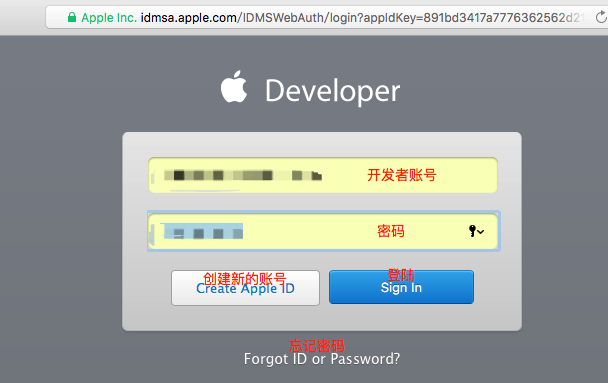 Apple Inc. idmsa.apple.com/IDMSWebAuth/login?appIdKey=891bd3417a7776362562d2
Developer
开发者账号
密码
创建新的账号
Create Apple ID
登陆
Sign In
忘记密码
Forgot ID or Password?